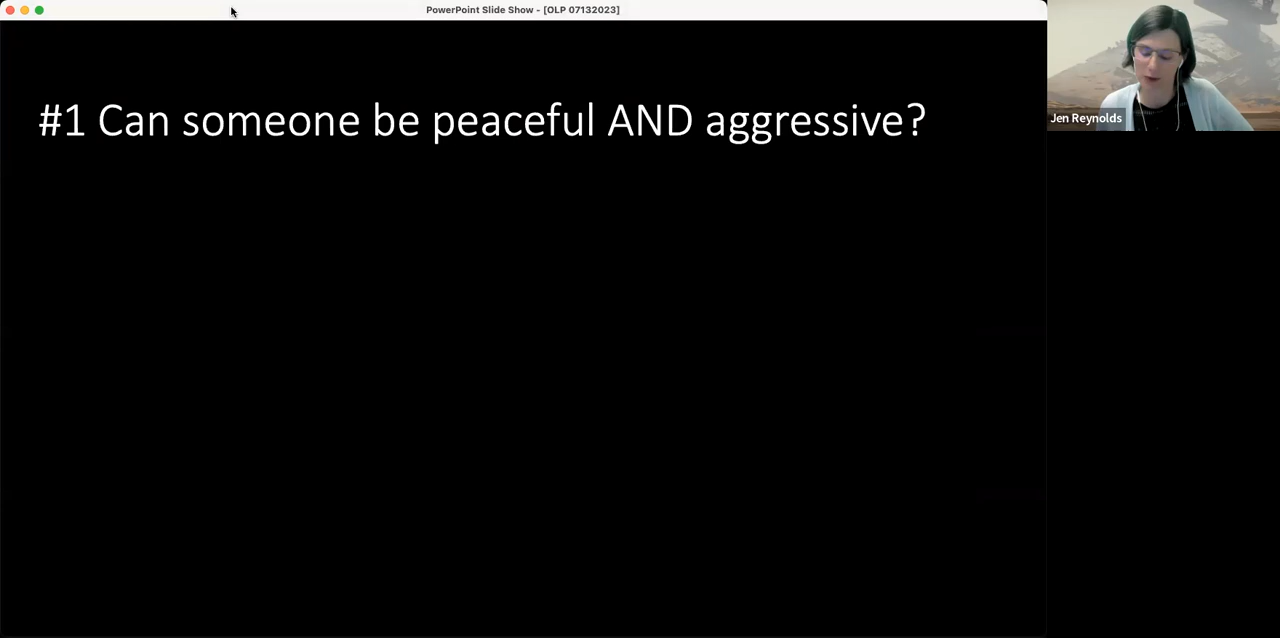 PowerPoint Slide Show - [OLP 07132023]
#1 Can someone be peaceful AND aggressive?
Jen Reynolds